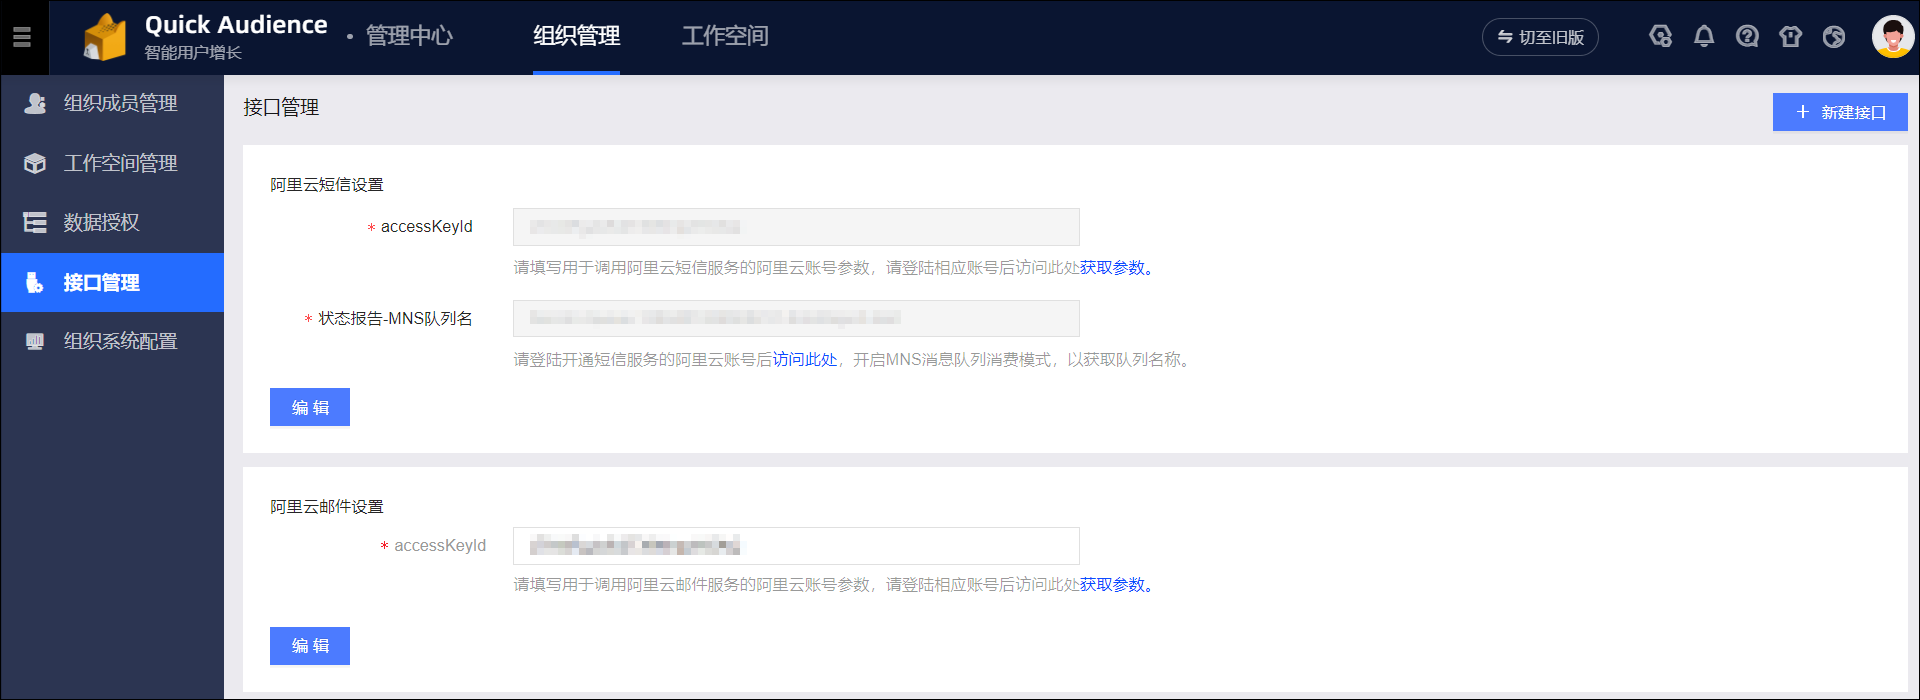 Quick Audience
智能用户增长
· 管理中心
组织管理
工作空间
切至旧版
组织成员管理
工作空间管理
数据授权
接口管理
组织系统配置
接口管理
+ 新建接口
阿里云短信设置
* accessKeyId
请填写用于调用阿里云短信服务的阿里云账号参数，请登陆相应账号后访问此处获取参数。
* 状态报告-MNS队列名
请登陆开通短信服务的阿里云账号后访问此处，开启MNS消息队列消费模式，以获取队列名称。
编 辑
阿里云邮件设置
* accessKeyId
请填写用于调用阿里云邮件服务的阿里云账号参数，请登陆相应账号后访问此处获取参数。
编 辑